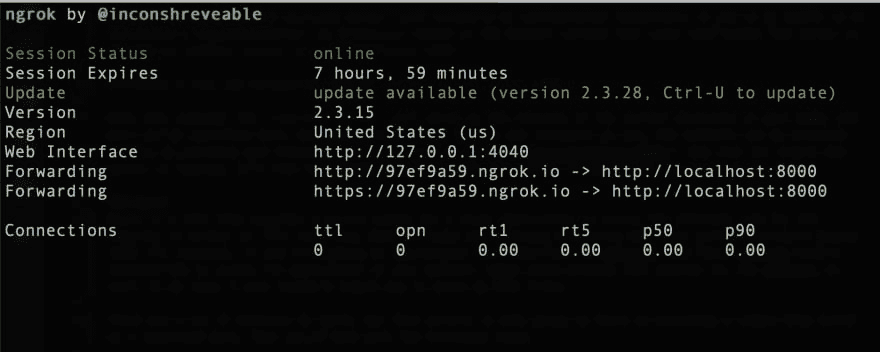 ngrok by @inconshreveable
Session Status online
Session Expires 7 hours, 59 minutes
Update update available (version 2.3.28, Ctrl-U to update)
Version 2.3.15
Region United States (us)
Web Interface http://127.0.0.1:4040
Forwarding http://97ef9a59.ngrok.io -> http://localhost:8000
Forwarding https://97ef9a59.ngrok.io -> http://localhost:8000
Connections ttl opn rt1 rt5 p50 p90
0 0 0.00 0.00 0.00 0.00